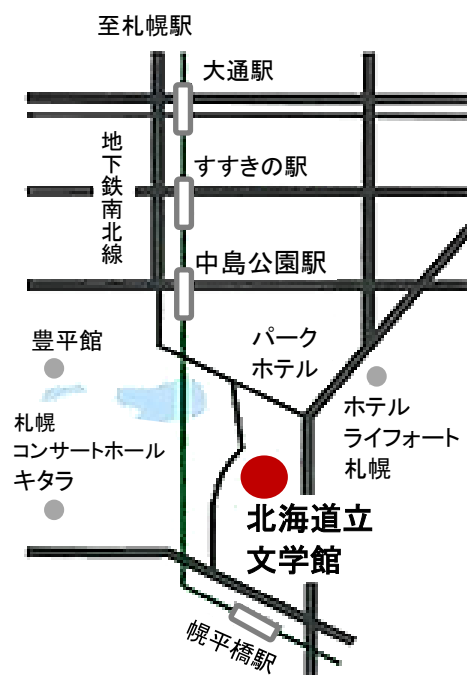 至札幌駅
大通駅
地下鉄南北線
すすきの駅
中島公園駅
豊平館
パーク
ホテル
札幌
コンサートホール
キタラ
ホテル
ライフォート
札幌
北海道立
文学館
幌平橋駅